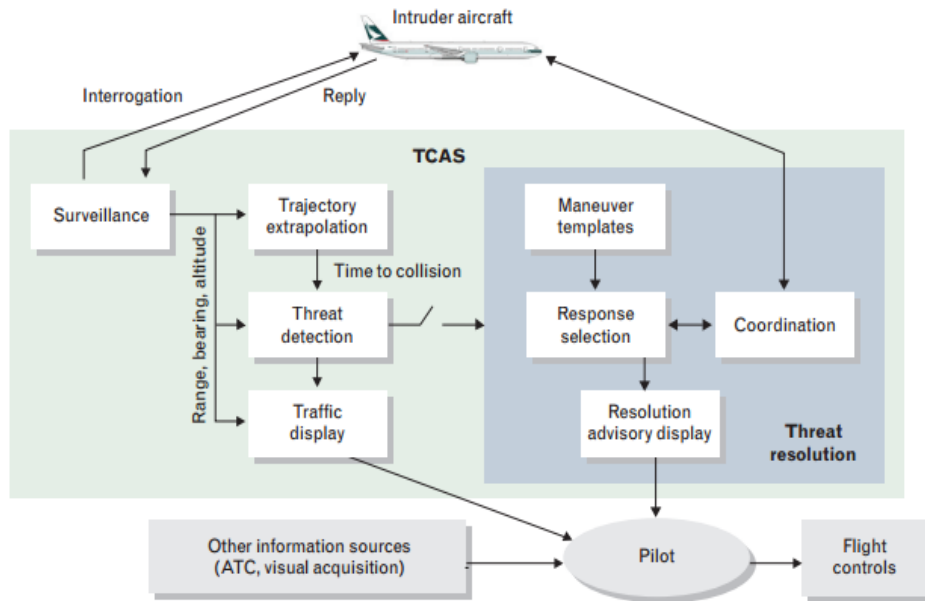 Intruder aircraft
Interrogation
Reply
TCAS
Surveillance
Trajectory
extrapolation
Maneuver
templates
Range, bearing, altitude
Time to collision
Threat
detection
Response
selection
Coordination
Traffic
display
Resolution
advisory display
Threat
resolution
Other information sources
(ATC, visual acquisition)
Pilot
Flight
controls